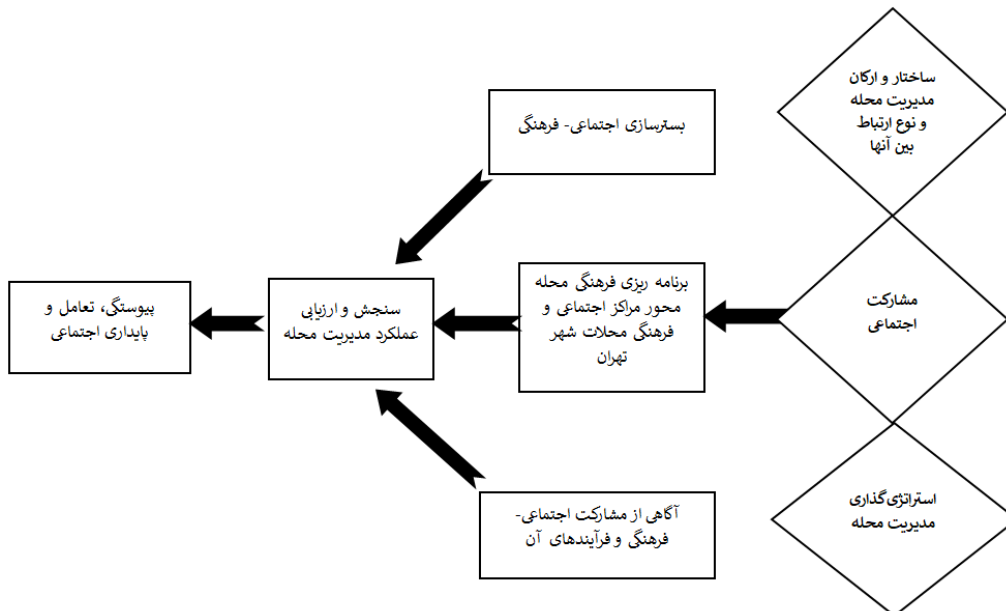 ساختار و ارکان
مدیریت محله
و نوع ارتباط
بین آنها
مشارکت
اجتماعی
استراتژی‌گذاری
مدیریت محله
بسترسازی اجتماعی- فرهنگی
برنامه ریزی فرهنگی محله
محور مراکز اجتماعی و
فرهنگی محلات شهر
تهران
آگاهی از مشارکت اجتماعی-
فرهنگی و فرآیندهای آن
سنجش و ارزیابی
عملکرد مدیریت محله
پیوستگی، تعامل و
پایداری اجتماعی